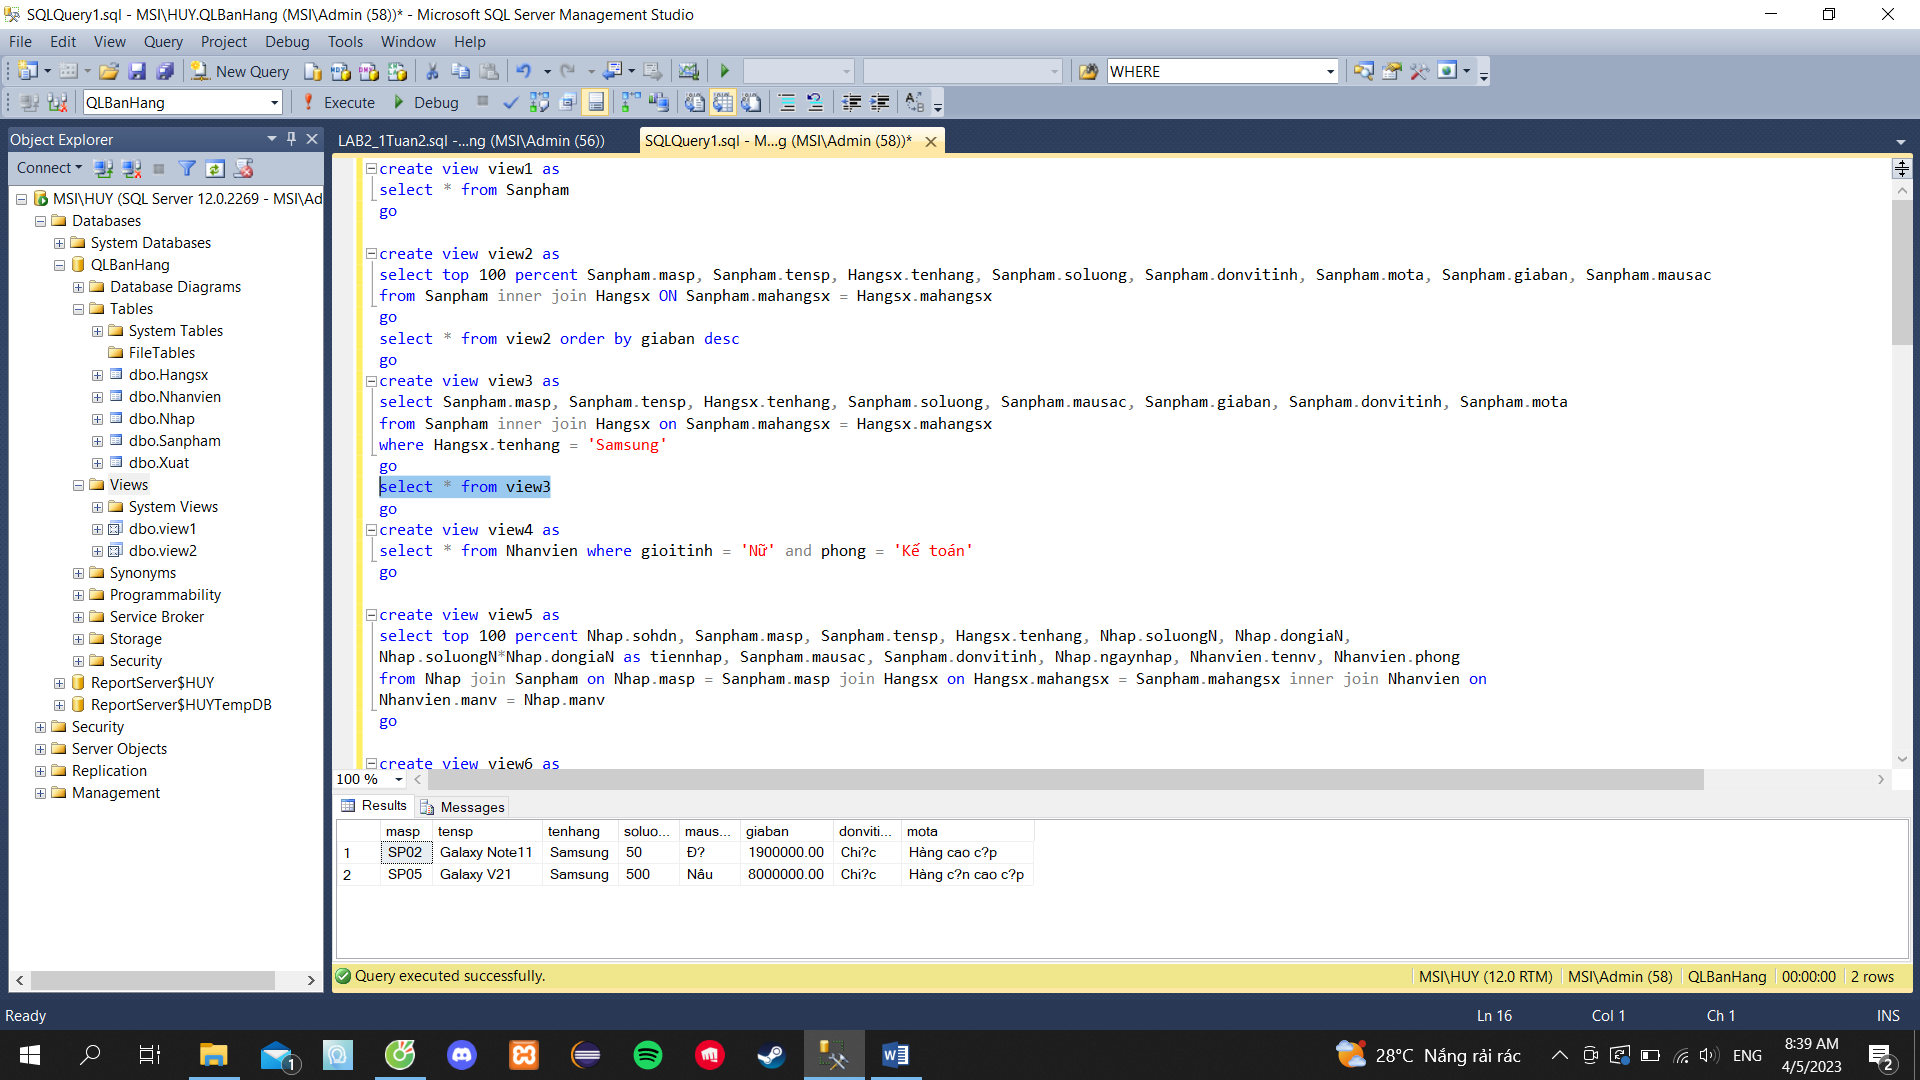 SQLQuery1.sql - MSI\HUY.QLBanHang (MSI\Admin (58))* - Microsoft SQL Server Management Studio
File Edit View Query Project Debug Tools Window Help
New Query WHERE
QLBanHang Execute Debug
Object Explorer
Connect
MSI\HUY (SQL Server 12.0.2269 - MSI\Ad
Databases
System Databases
QLBanHang
Database Diagrams
Tables
System Tables
FileTables
dbo.Hangsx
dbo.Nhanvien
dbo.Nhap
dbo.Sanpham
dbo.Xuat
Views
System Views
dbo.view1
dbo.view2
Synonyms
Programmability
Service Broker
Storage
Security
ReportServer$HUY
ReportServer$HUYTempDB
Security
Server Objects
Replication
Management
LAB2_1Tuan2.sql -...ng (MSI\Admin (56)) SQLQuery1.sql - M...g (MSI\Admin (58))*
create view view1 as
select * from Sanpham
go
create view view2 as
select top 100 percent Sanpham.masp, Sanpham.tensp, Hangsx.tenhang, Sanpham.soluong, Sanpham.donvitinh, Sanpham.mota, Sanpham.giaban, Sanpham.mausac
from Sanpham inner join Hangsx ON Sanpham.mahangsx = Hangsx.mahangsx
go
select * from view2 order by giaban desc
go
create view view3 as
select Sanpham.masp, Sanpham.tensp, Hangsx.tenhang, Sanpham.soluong, Sanpham.mausac, Sanpham.giaban, Sanpham.donvitinh, Sanpham.mota
from Sanpham inner join Hangsx on Sanpham.mahangsx = Hangsx.mahangsx
where Hangsx.tenhang = 'Samsung'
go
select * from view3
go
create view view4 as
select * from Nhanvien where gioitinh = 'Nữ' and phong = 'Kế toán'
go
create view view5 as
select top 100 percent Nhap.sohdn, Sanpham.masp, Sanpham.tensp, Hangsx.tenhang, Nhap.soluongN, Nhap.dongiaN,
Nhap.soluongN*Nhap.dongiaN as tiennhap, Sanpham.mausac, Sanpham.donvitinh, Nhap.ngaynhap, Nhanvien.tennv, Nhanvien.phong
from Nhap join Sanpham on Nhap.masp = Sanpham.masp join Hangsx on Hangsx.mahangsx = Sanpham.mahangsx inner join Nhanvien on
Nhanvien.manv = Nhap.manv
go
create view view6 as
100 %
Results Messages
masp tensp tenhang soluo... maus... giaban donviti... mota
1 SP02 Galaxy Note11 Samsung 50 Đ? 1900000.00 Chi?c Hàng cao c?p
2 SP05 Galaxy V21 Samsung 500 Nâu 8000000.00 Chi?c Hàng c?n cao c?p
Query executed successfully. MSI\HUY (12.0 RTM) MSI\Admin (58) QLBanHang 00:00:00 2 rows
Ready Ln 16 Col 1 Ch 1 INS
1 28°C Nắng rải rác ENG 8:39 AM
4/5/2023 2